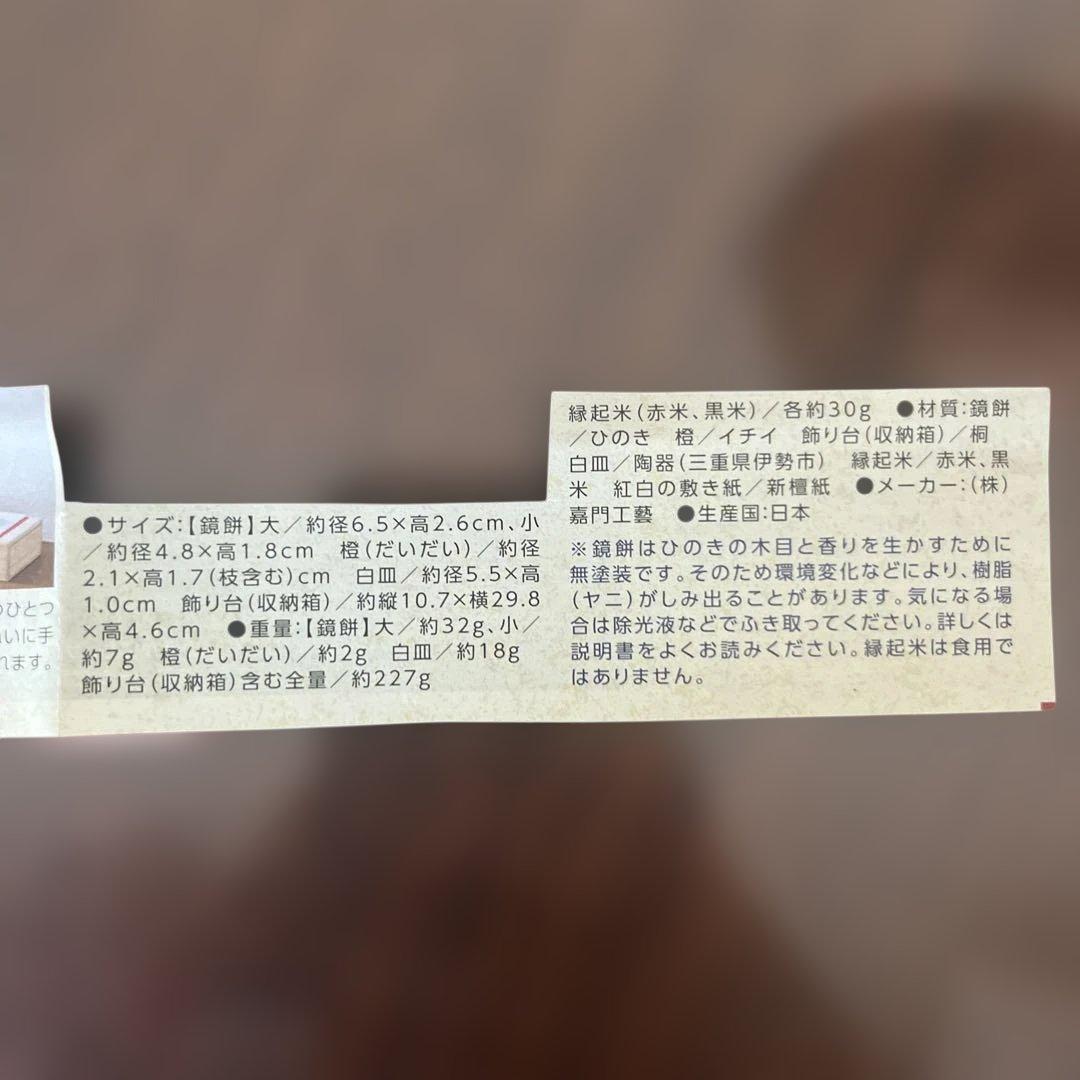 のひとつ
いに手
れます。
●サイズ:【鏡餅】大／約径6.5×高2.6cm、小
／約径4.8×高1.8cm　橙(だいだい)／約径
2.1×高1.7(枝含む)cm　白皿／約径5.5×高
1.0cm　飾り台(収納箱)／約縦10.7×横29.8
×高4.6cm　●重量:【鏡餅】大／約32g、小／
約7g　橙(だいだい)／約2g　白皿／約18g
飾り台(収納箱)含む全量／約227g
縁起米(赤米、黒米)／各約30g　●材質:鏡餅
／ひのき　橙／イチイ　飾り台(収納箱)／桐
白皿／陶器(三重県伊勢市)　縁起米／赤米、黒
米　紅白の敷き紙／新檀紙　●メーカー:(株)
嘉門工藝　●生産国:日本
※鏡餅はひのきの木目と香りを生かすために
無塗装です。そのため環境変化などにより、樹脂
(ヤニ)がしみ出ることがあります。気になる場
合は除光液などでふき取ってください。詳しくは
説明書をよくお読みください。縁起米は食用で
はありません。